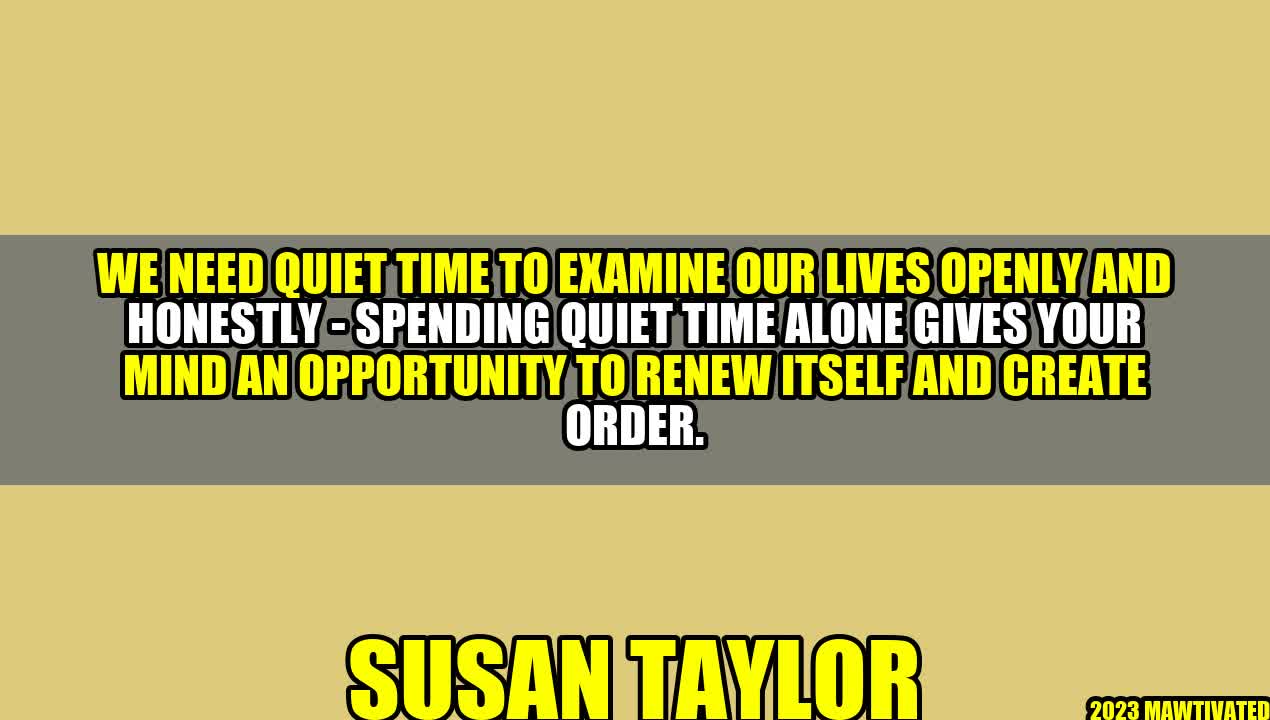 WE NEED QUIET TIME TO EXAMINE OUR LIVES OPENLY AND
HONESTLY - SPENDING QUIET TIME ALONE GIVES YOUR
MIND AN OPPORTUNITY TO RENEW ITSELF AND CREATE
ORDER.
SUSAN TAYLOR
2023 MAWTIVATED